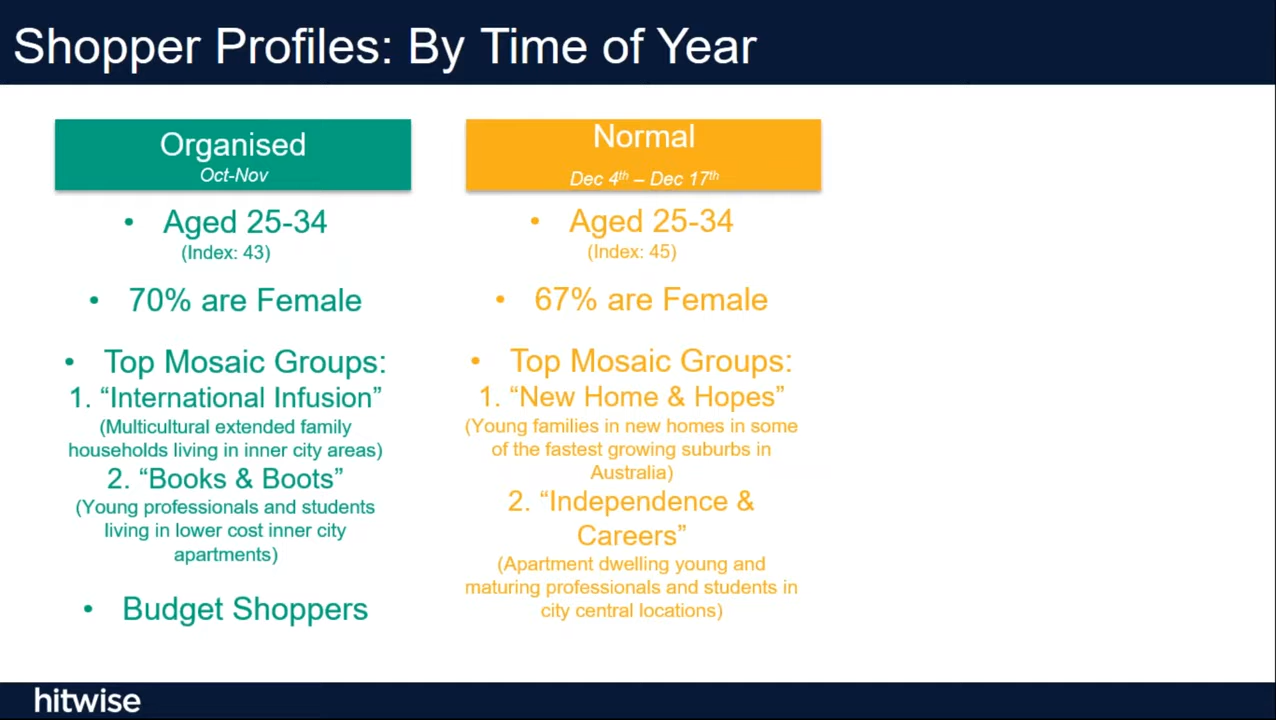 Shopper Profiles: By Time of Year
Organised
Oct-Nov
• Aged 25-34
(Index: 43)
• 70% are Female
• Top Mosaic Groups:
1. “International Infusion”
(Multicultural extended family
households living in inner city areas)
2. “Books & Boots”
(Young professionals and students
living in lower cost inner city
apartments)
• Budget Shoppers
Normal
Dec 4th – Dec 17th
• Aged 25-34
(Index: 45)
• 67% are Female
• Top Mosaic Groups:
1. “New Home & Hopes”
(Young families in new homes in some
of the fastest growing suburbs in
Australia)
2. “Independence &
Careers”
(Apartment dwelling young and
maturing professionals and students in
city central locations)
hitwise